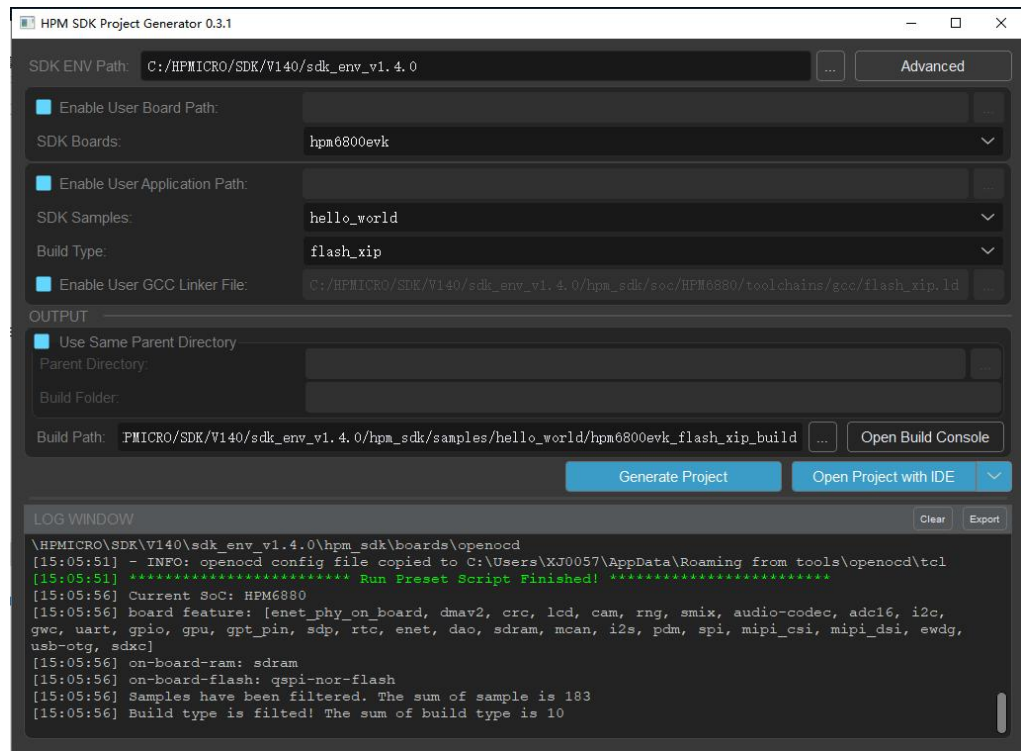 HPM SDK Project Generator 0.3.1
SDK ENV Path: C:/HPMICRO/SDK/V140/sdk_env_v1.4.0 ... Advanced
Enable User Board Path: ...
SDK Boards: hpm6800evk
Enable User Application Path: ...
SDK Samples: hello_world
Build Type: flash_xip
Enable User GCC Linker File: C:/HPMICRO/SDK/V140/sdk_env_v1.4.0/hpm_sdk/soc/HPM6880/toolchains/gcc/flash_xip.ld ...
OUTPUT
Use Same Parent Directory
Parent Directory: ...
Build Folder:
Build Path: PMICRO/SDK/V140/sdk_env_v1.4.0/hpm_sdk/samples/hello_world/hpm6800evk_flash_xip_build ... Open Build Console
Generate Project Open Project with IDE
LOG WINDOW Clear Export
\HPMICRO\SDK\V140\sdk_env_v1.4.0\hpm_sdk\boards\openocd
[15:05:51] - INFO: openocd config file copied to C:\Users\XJ0057\AppData\Roaming from tools\openocd\tcl
[15:05:51] ************************* Run Preset Script Finished! *************************
[15:05:56] Current SoC: HPM6880
[15:05:56] board feature: [enet_phy_on_board, dmav2, crc, lcd, cam, rng, smix, audio-codec, adc16, i2c,
gwc, uart, gpio, gpu, gpt_pin, sdp, rtc, enet, dao, sdram, mcan, i2s, pdm, spi, mipi_csi, mipi_dsi, ewdg,
usb-otg, sdxc]
[15:05:56] on-board-ram: sdram
[15:05:56] on-board-flash: qspi-nor-flash
[15:05:56] Samples have been filtered. The sum of sample is 183
[15:05:56] Build type is filted! The sum of build type is 10